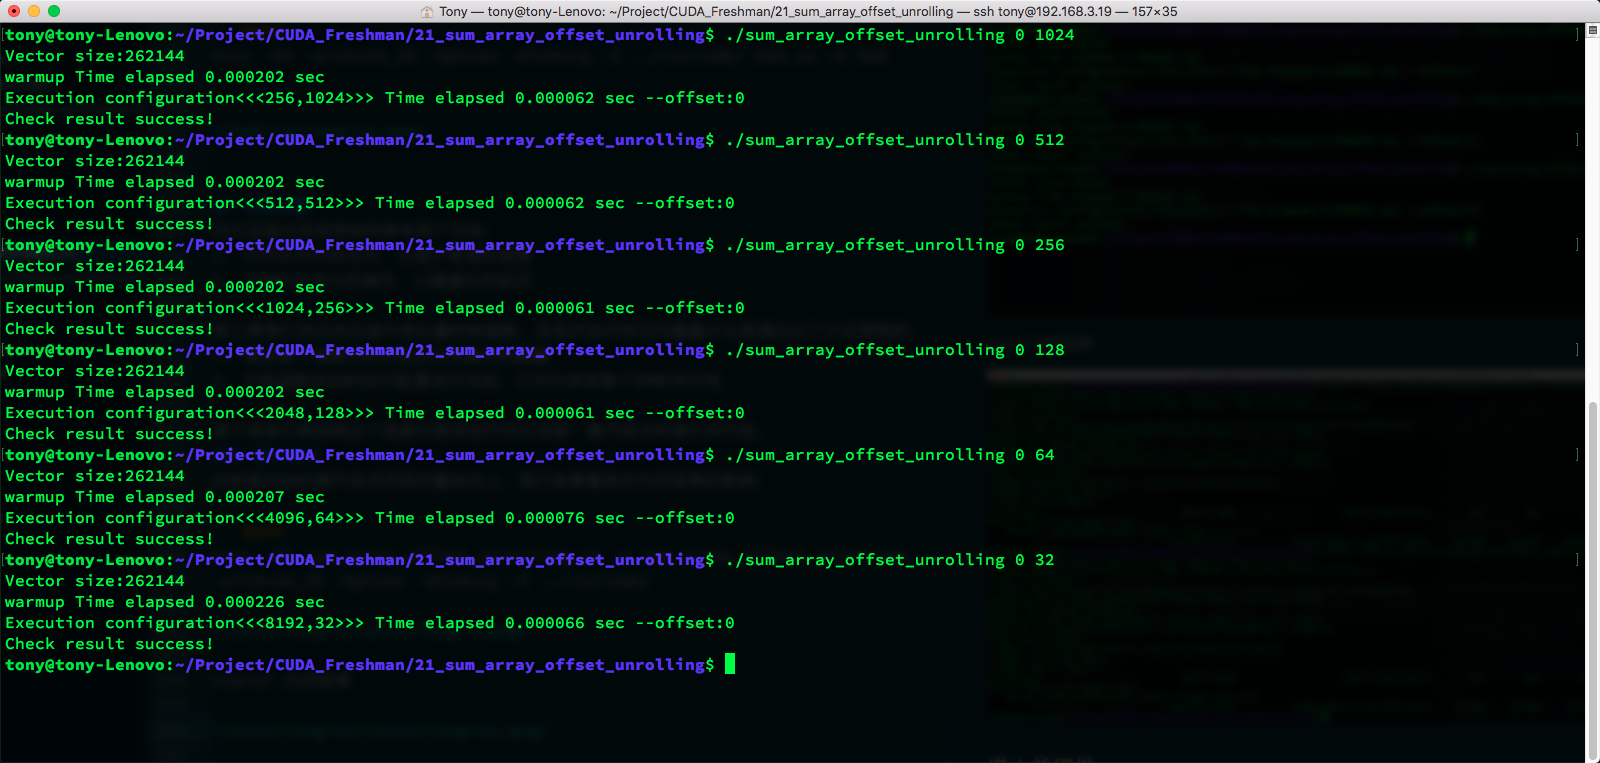 Tony — tony@tony-Lenovo: ~/Project/CUDA_Freshman/21_sum_array_offset_unrolling — ssh tony@192.168.3.19 — 157×35
tony@tony-Lenovo:~/Project/CUDA_Freshman/21_sum_array_offset_unrolling$ ./sum_array_offset_unrolling 0 1024
Vector size:262144
warmup Time elapsed 0.000202 sec
Execution configuration<<<256,1024>>> Time elapsed 0.000062 sec --offset:0
Check result success!
tony@tony-Lenovo:~/Project/CUDA_Freshman/21_sum_array_offset_unrolling$ ./sum_array_offset_unrolling 0 512
Vector size:262144
warmup Time elapsed 0.000202 sec
Execution configuration<<<512,512>>> Time elapsed 0.000062 sec --offset:0
Check result success!
tony@tony-Lenovo:~/Project/CUDA_Freshman/21_sum_array_offset_unrolling$ ./sum_array_offset_unrolling 0 256
Vector size:262144
warmup Time elapsed 0.000202 sec
Execution configuration<<<1024,256>>> Time elapsed 0.000061 sec --offset:0
Check result success!
tony@tony-Lenovo:~/Project/CUDA_Freshman/21_sum_array_offset_unrolling$ ./sum_array_offset_unrolling 0 128
Vector size:262144
warmup Time elapsed 0.000202 sec
Execution configuration<<<2048,128>>> Time elapsed 0.000061 sec --offset:0
Check result success!
tony@tony-Lenovo:~/Project/CUDA_Freshman/21_sum_array_offset_unrolling$ ./sum_array_offset_unrolling 0 64
Vector size:262144
warmup Time elapsed 0.000207 sec
Execution configuration<<<4096,64>>> Time elapsed 0.000076 sec --offset:0
Check result success!
tony@tony-Lenovo:~/Project/CUDA_Freshman/21_sum_array_offset_unrolling$ ./sum_array_offset_unrolling 0 32
Vector size:262144
warmup Time elapsed 0.000226 sec
Execution configuration<<<8192,32>>> Time elapsed 0.000066 sec --offset:0
Check result success!
tony@tony-Lenovo:~/Project/CUDA_Freshman/21_sum_array_offset_unrolling$